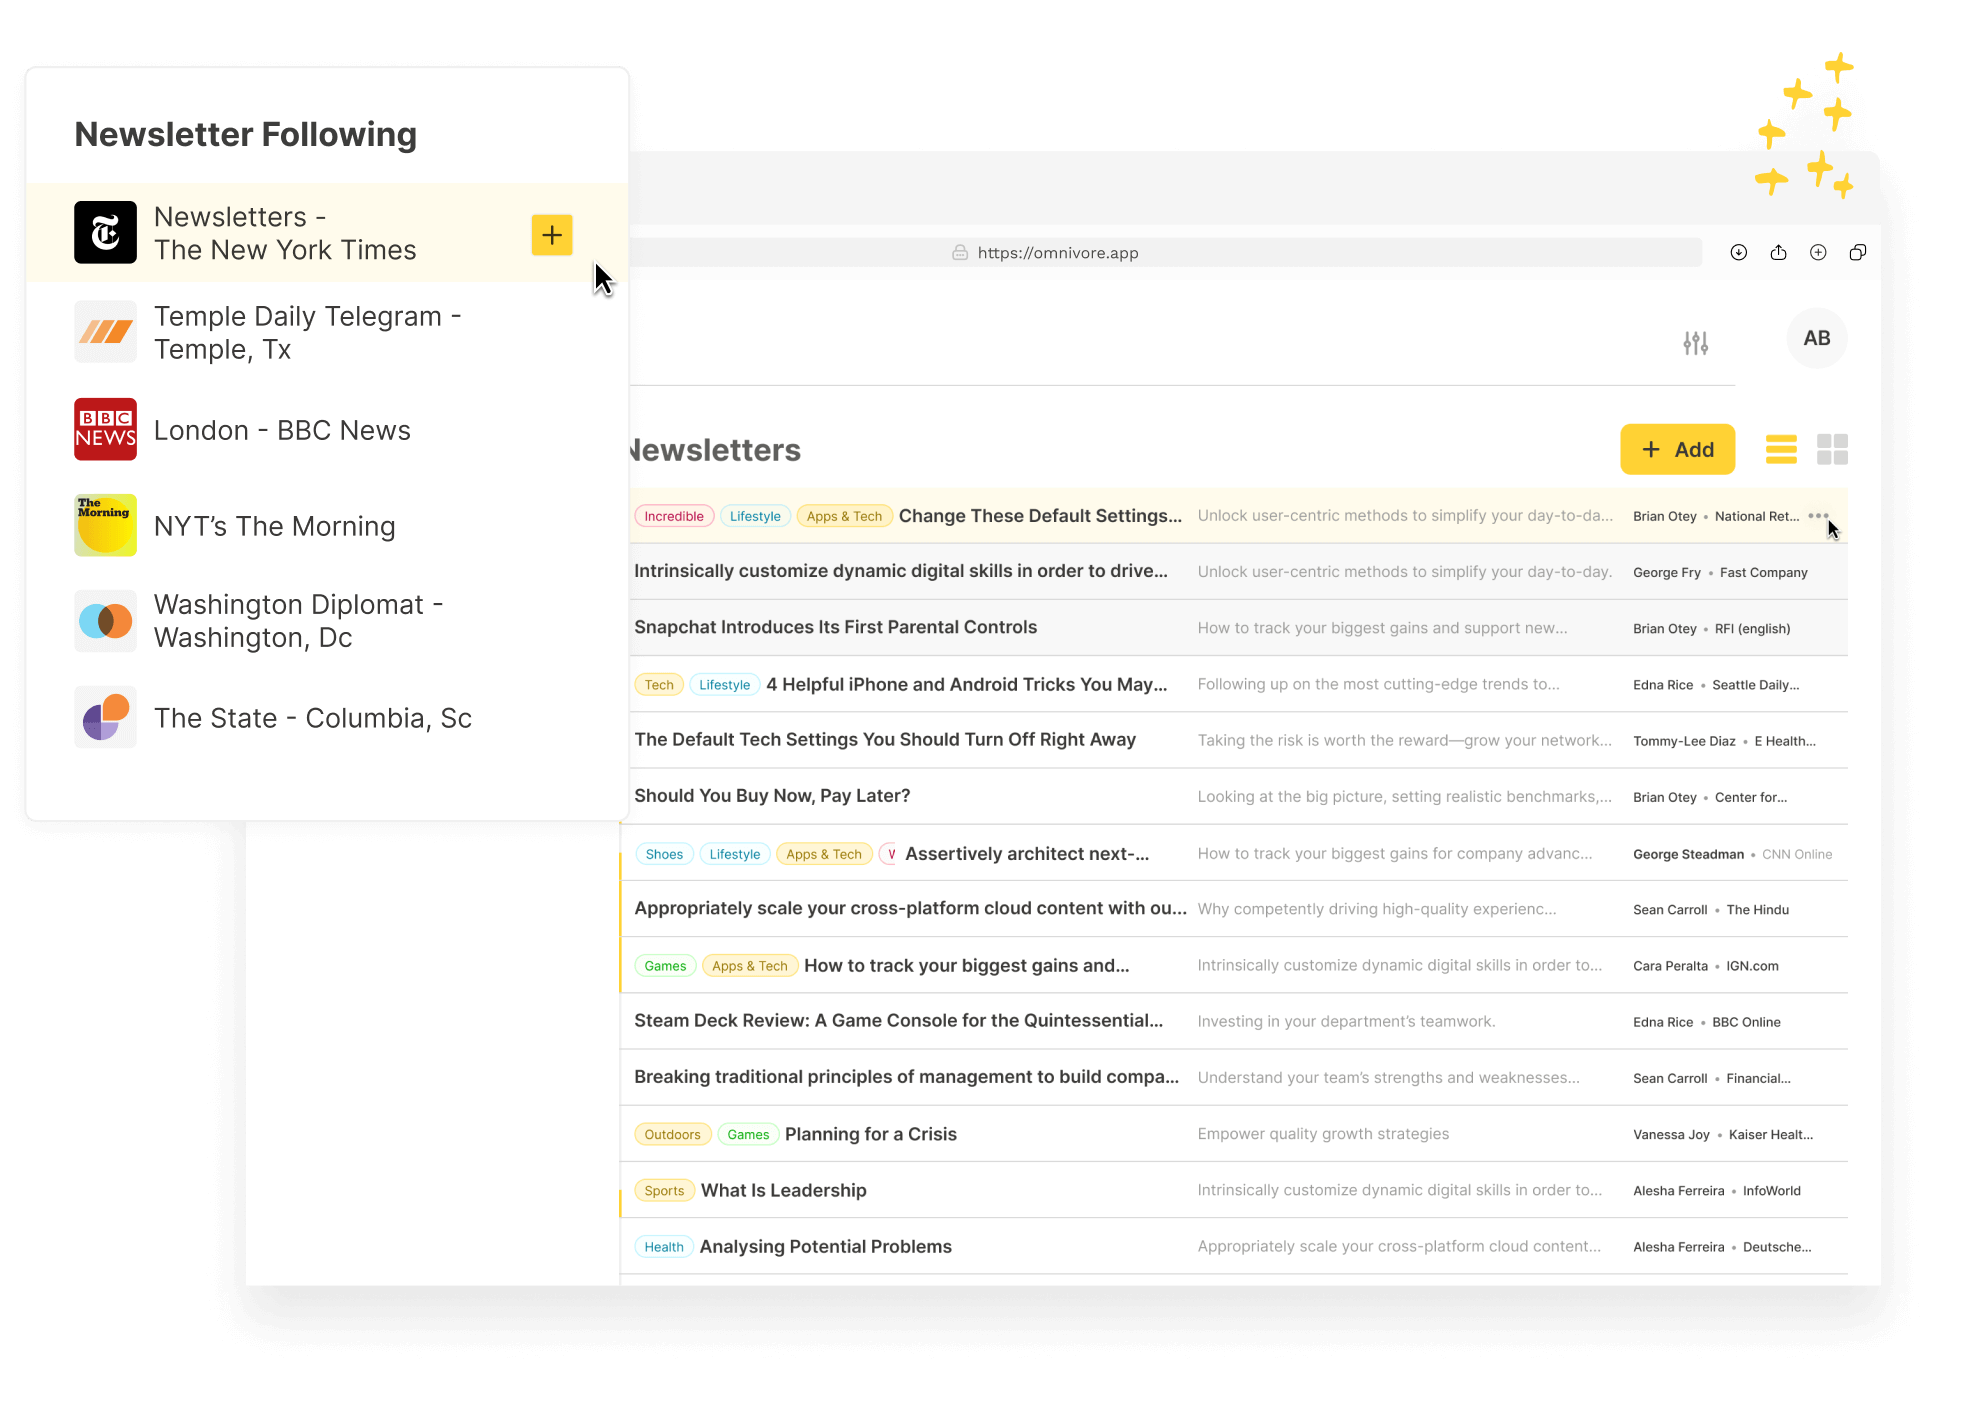 Newsletter Following
Newsletters -
The New York Times
Temple Daily Telegram -
Temple, Tx
BBC
NEWS
London - BBC News
The
Morning
NYT’s The Morning
Washington Diplomat -
Washington, Dc
The State - Columbia, Sc
https://omnivore.app
AB
Newsletters
+ Add
Incredible Lifestyle Apps & Tech Change These Default Settings... Unlock user-centric methods to simplify your day-to-da... Brian Otey • National Ret...
Intrinsically customize dynamic digital skills in order to drive... Unlock user-centric methods to simplify your day-to-day. George Fry • Fast Company
Snapchat Introduces Its First Parental Controls How to track your biggest gains and support new... Brian Otey • RFI (english)
Tech Lifestyle 4 Helpful iPhone and Android Tricks You May... Following up on the most cutting-edge trends to... Edna Rice • Seattle Daily...
The Default Tech Settings You Should Turn Off Right Away Taking the risk is worth the reward—grow your network... Tommy-Lee Diaz • E Health...
Should You Buy Now, Pay Later? Looking at the big picture, setting realistic benchmarks,... Brian Otey • Center for...
Shoes Lifestyle Apps & Tech Assertively architect next-... How to track your biggest gains for company advanc... George Steadman • CNN Online
Appropriately scale your cross-platform cloud content with ou... Why competently driving high-quality experienc... Sean Carroll • The Hindu
Games Apps & Tech How to track your biggest gains and... Intrinsically customize dynamic digital skills in order to... Cara Peralta • IGN.com
Steam Deck Review: A Game Console for the Quintessential... Investing in your department’s teamwork. Edna Rice • BBC Online
Breaking traditional principles of management to build compa... Understand your team’s strengths and weaknesses... Sean Carroll • Financial...
Outdoors Games Planning for a Crisis Empower quality growth strategies Vanessa Joy • Kaiser Healt...
Sports What Is Leadership Intrinsically customize dynamic digital skills in order to... Alesha Ferreira • InfoWorld
Health Analysing Potential Problems Appropriately scale your cross-platform cloud content... Alesha Ferreira • Deutsche...